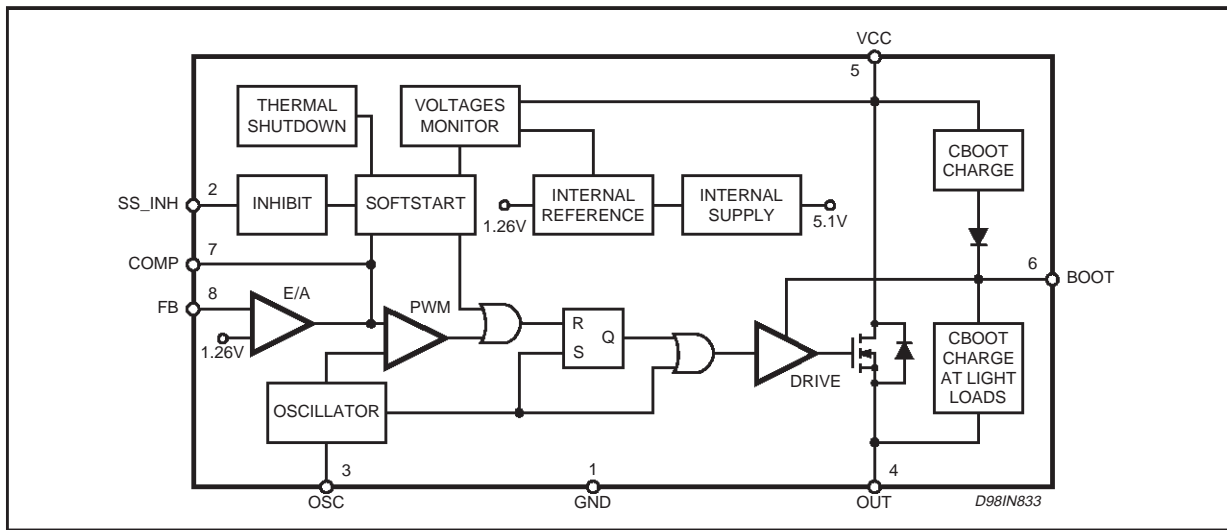 VCC
5
THERMAL
SHUTDOWN
VOLTAGES
MONITOR
CBOOT
CHARGE
SS_INH
2
INHIBIT
SOFTSTART
1.26V
INTERNAL
REFERENCE
INTERNAL
SUPPLY
5.1V
COMP
7
6
BOOT
FB
8
E/A
1.26V
PWM
R
S
Q
DRIVE
CBOOT
CHARGE
AT LIGHT
LOADS
OSCILLATOR
3
OSC
1
GND
4
OUT
D98IN833